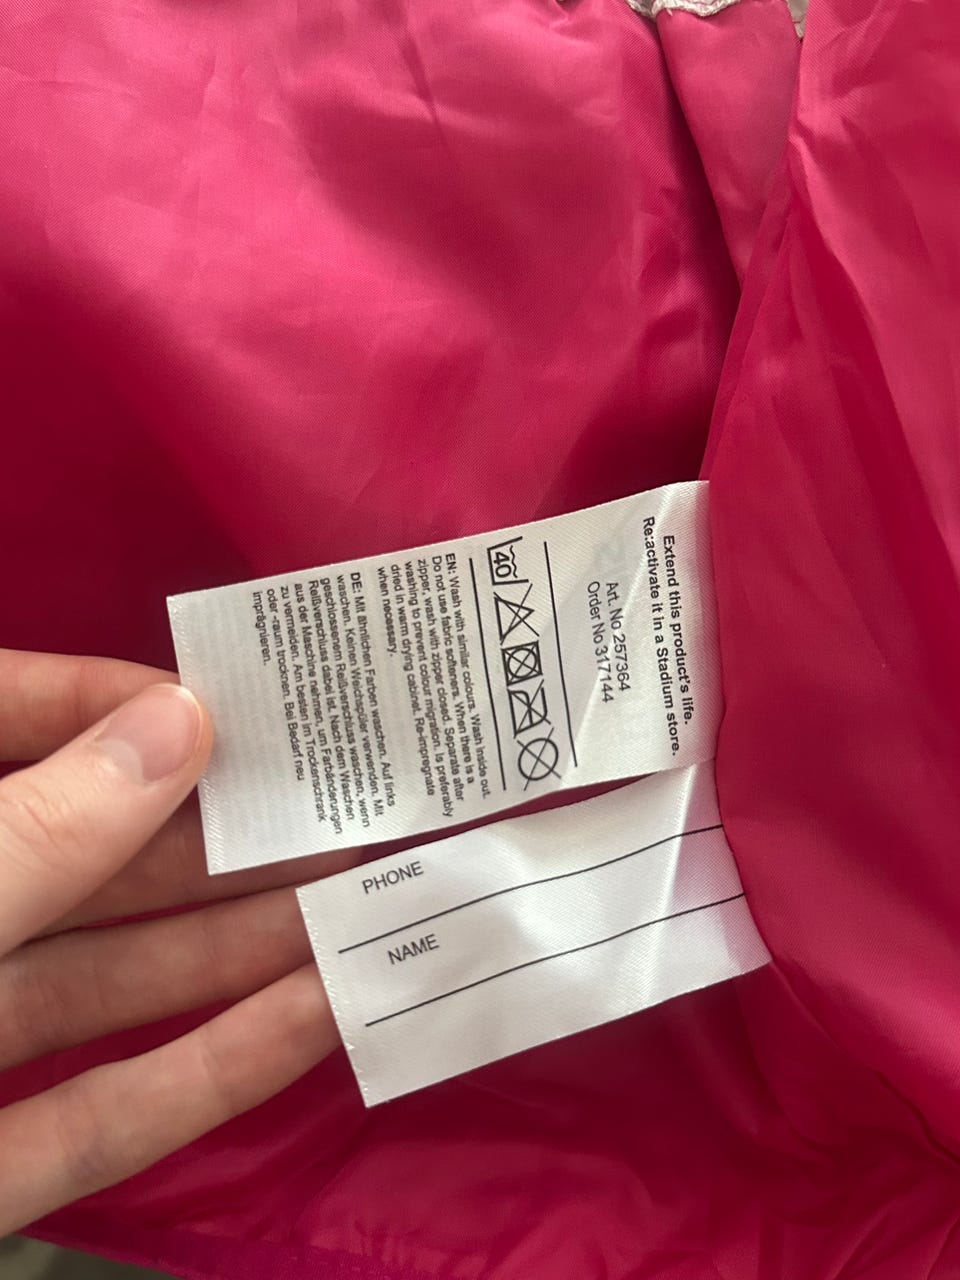 Extend this product's life.
Re:activate it in a Stadium store.
Art. No 257364
Order No 317144
40
EN: Wash with similar colours. Wash inside out.
Do not use fabric softeners. When there is a
zipper, wash with zipper closed. Separate after
washing to prevent colour migration. Is preferably
dried in warm drying cabinet. Re-impregnate
when necessary.
DE: Mit ähnlichen Farben waschen. Auf links
waschen. Keinen Weichspüler verwenden. Mit
geschlossenem Reißverschluss waschen, wenn
Reißverschluss dabei ist. Nach dem Waschen
aus der Maschine nehmen, um Farbänderungen
zu vermeiden. Am besten im Trockenschrank
oder -raum trocknen. Bei Bedarf neu
imprägnieren.
PHONE
NAME